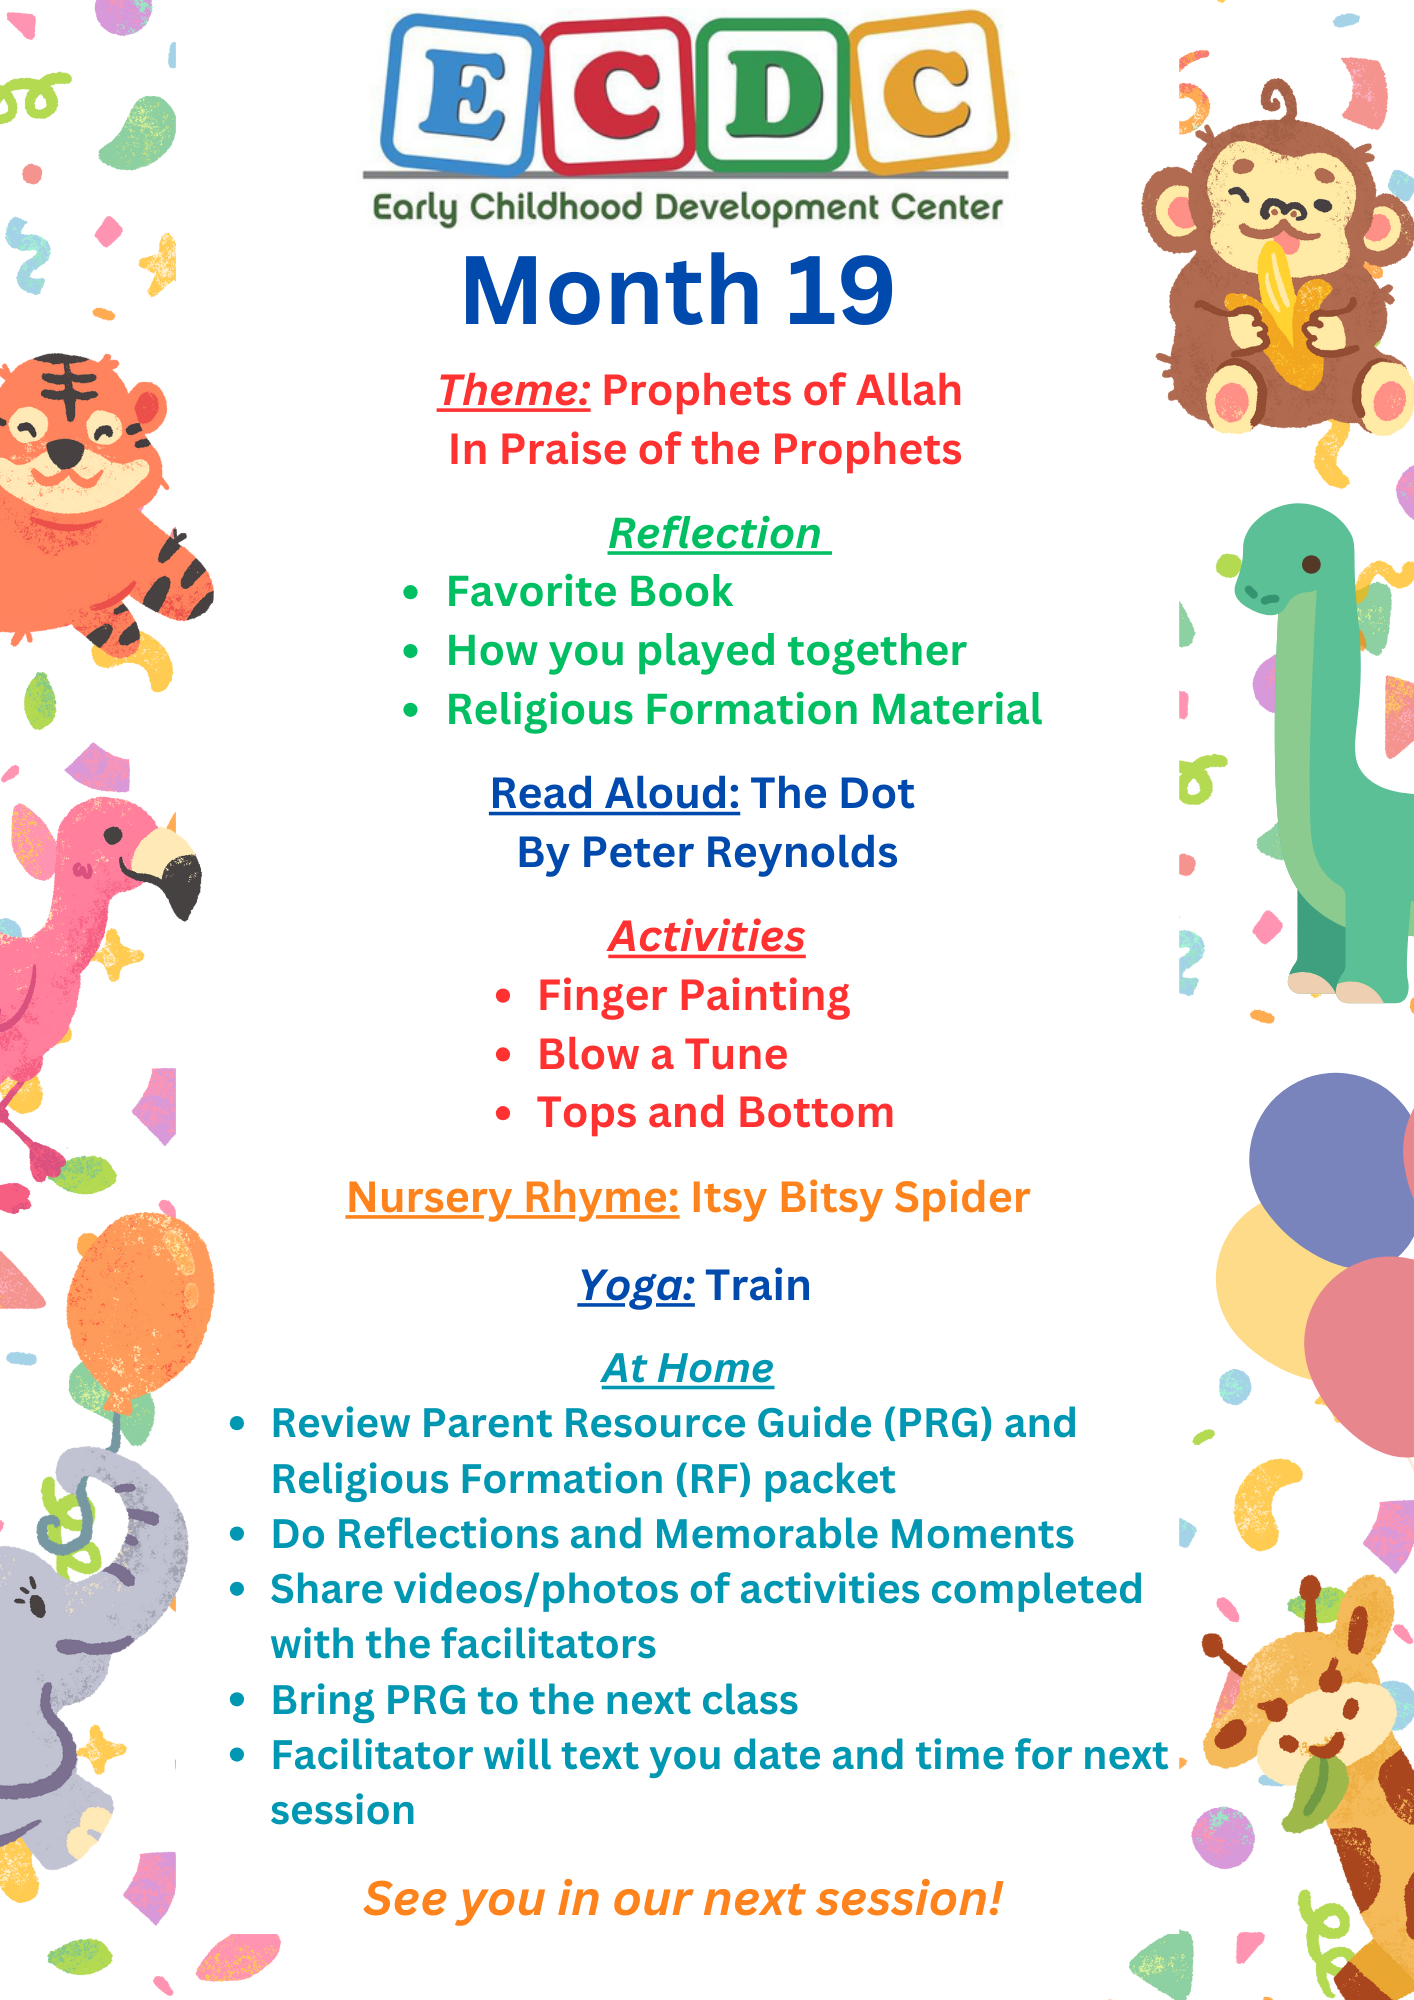 ECDC
Early Childhood Development Center
Month 19
Theme: Prophets of Allah
In Praise of the Prophets
Reflection
• Favorite Book
• How you played together
• Religious Formation Material
Read Aloud: The Dot
By Peter Reynolds
Activities
• Finger Painting
• Blow a Tune
• Tops and Bottom
Nursery Rhyme: Itsy Bitsy Spider
Yoga: Train
At Home
• Review Parent Resource Guide (PRG) and
Religious Formation (RF) packet
• Do Reflections and Memorable Moments
• Share videos/photos of activities completed
with the facilitators
• Bring PRG to the next class
• Facilitator will text you date and time for next
session
See you in our next session!